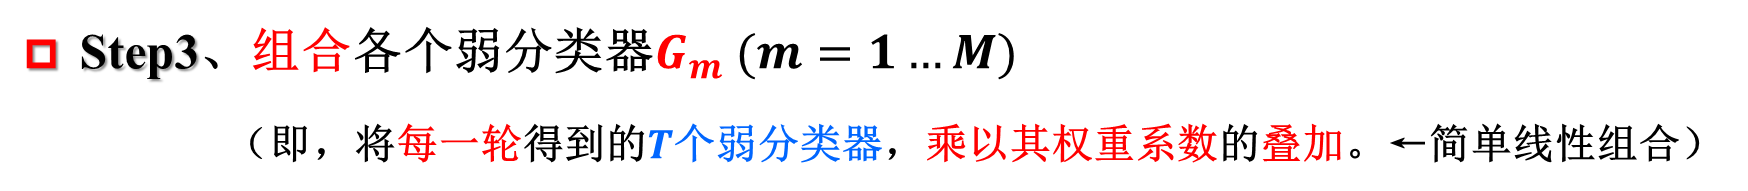 Step3、组合各个弱分类器Gm (m = 1 … M)
（即，将每一轮得到的T个弱分类器，乘以其权重系数的叠加。←简单线性组合）